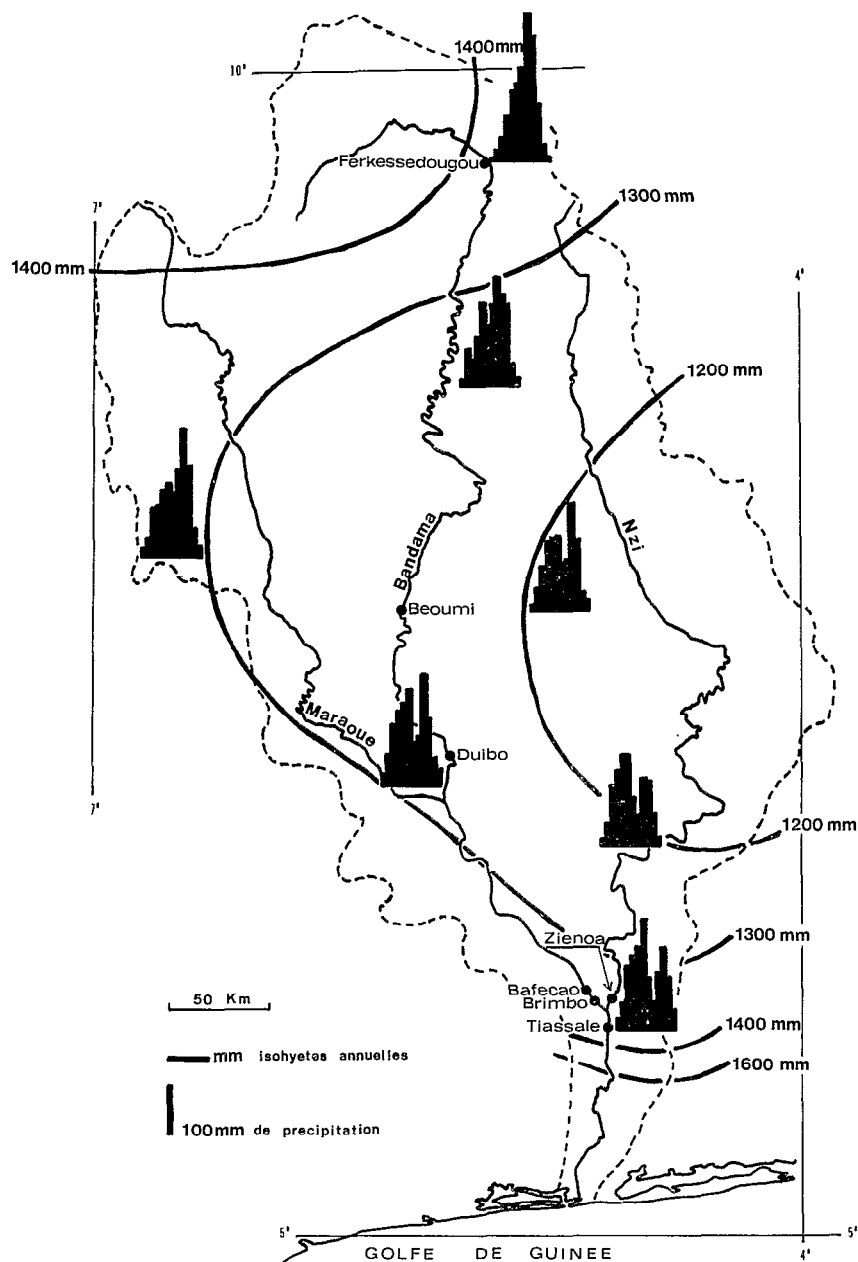 1400mm
10°
Ferkessedougou
7°
1300 mm
1400 mm
4°
1200 mm
Nzi
Bandama
Beoumi
Maraoue
Duibo
7°
1200 mm
Zienoa
1300 mm
Bafecao
50 Km
Brimbo
Tiassale
1400 mm
mm isohyetes annuelles
1600 mm
100mm de precipitation
5° 5°
GOLFE DE GUINEE
4°